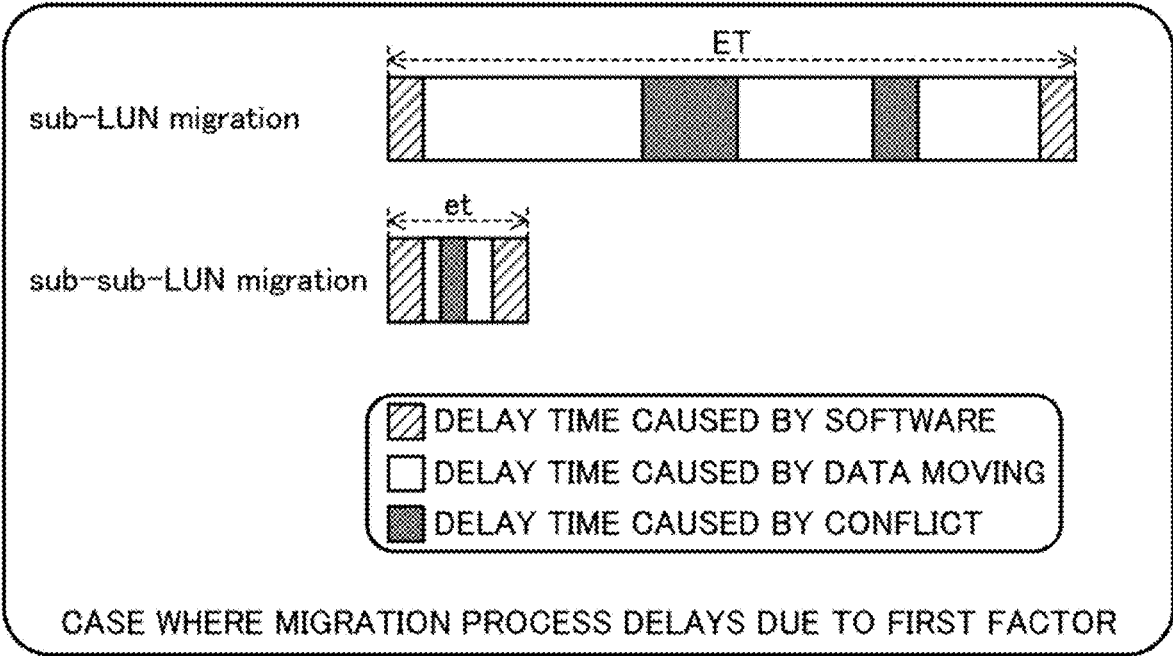 ET
sub-LUN migration
et
sub-sub-LUN migration
DELAY TIME CAUSED BY SOFTWARE
DELAY TIME CAUSED BY DATA MOVING
DELAY TIME CAUSED BY CONFLICT
CASE WHERE MIGRATION PROCESS DELAYS DUE TO FIRST FACTOR